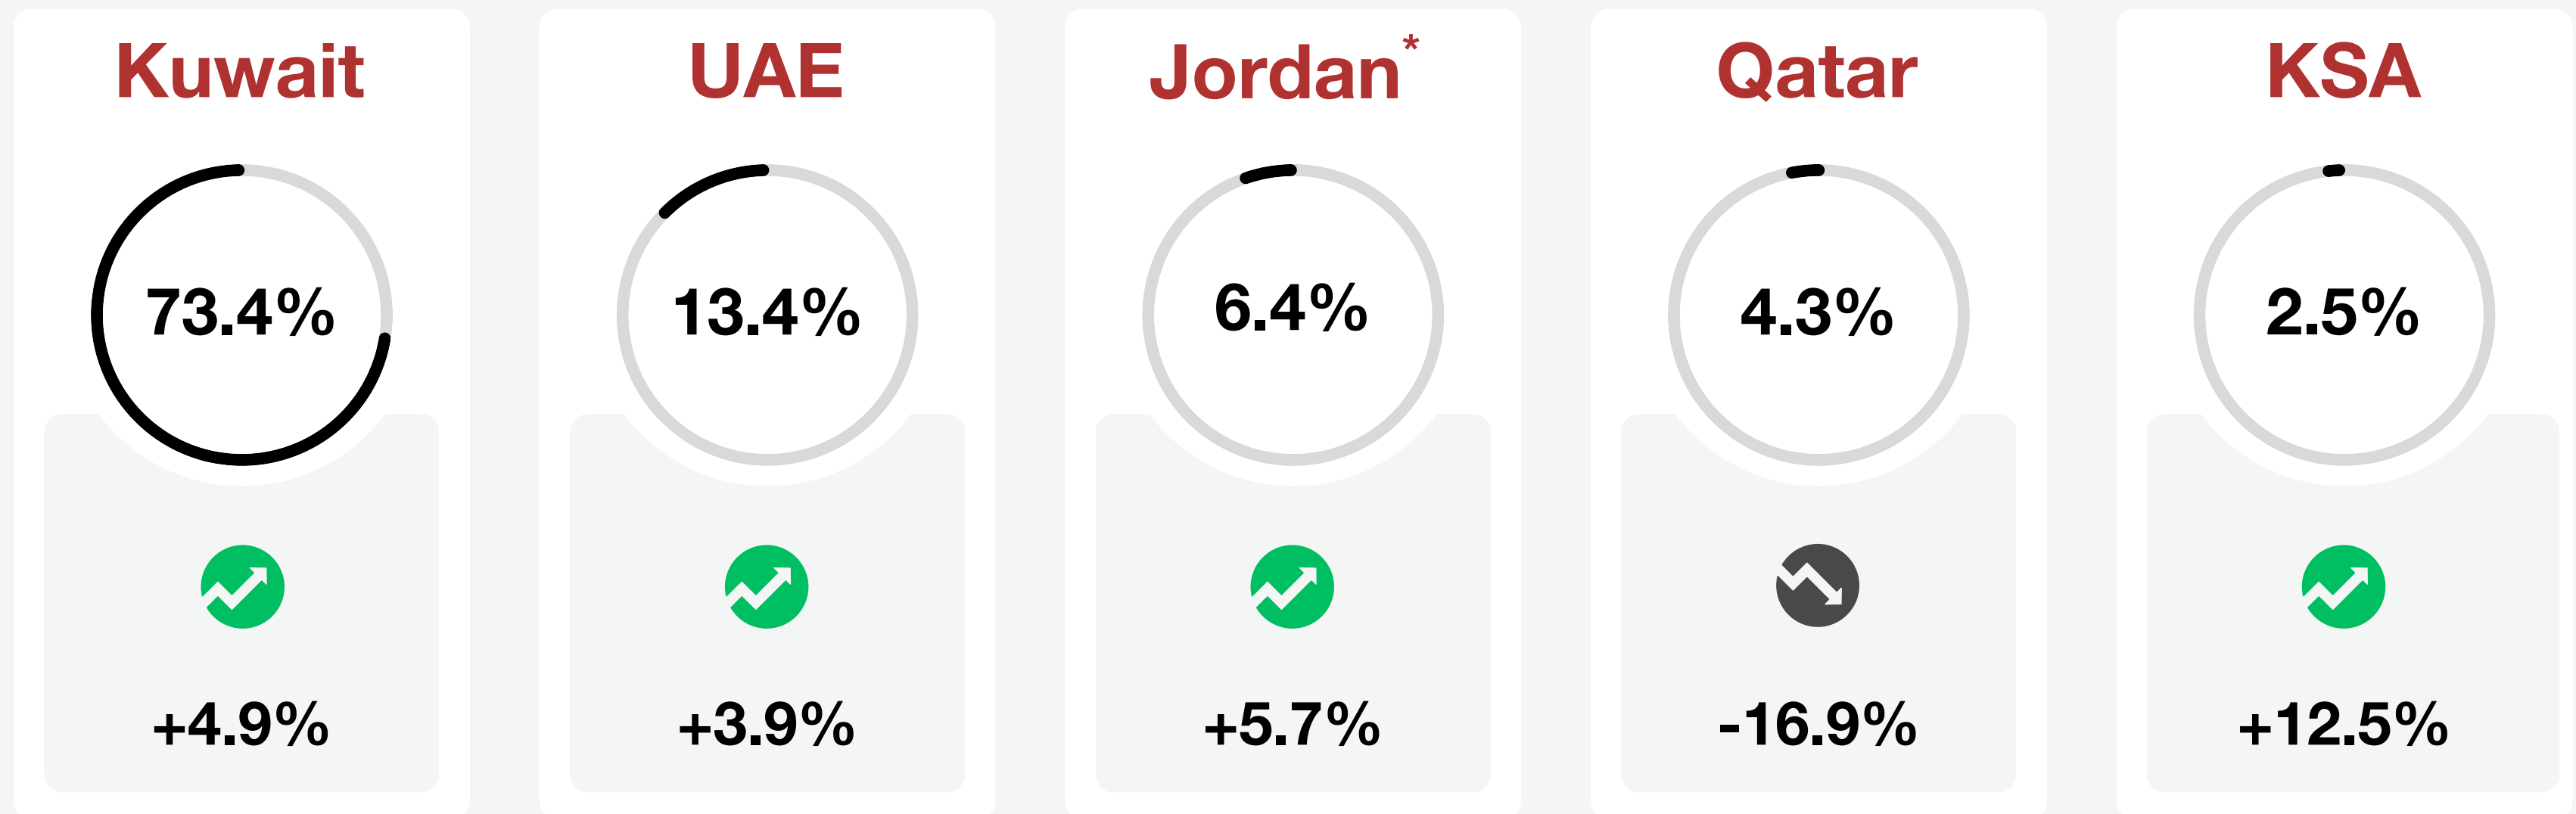 Kuwait
73.4%
+4.9%
UAE
13.4%
+3.9%
Jordan*
6.4%
+5.7%
Qatar
4.3%
-16.9%
KSA
2.5%
+12.5%